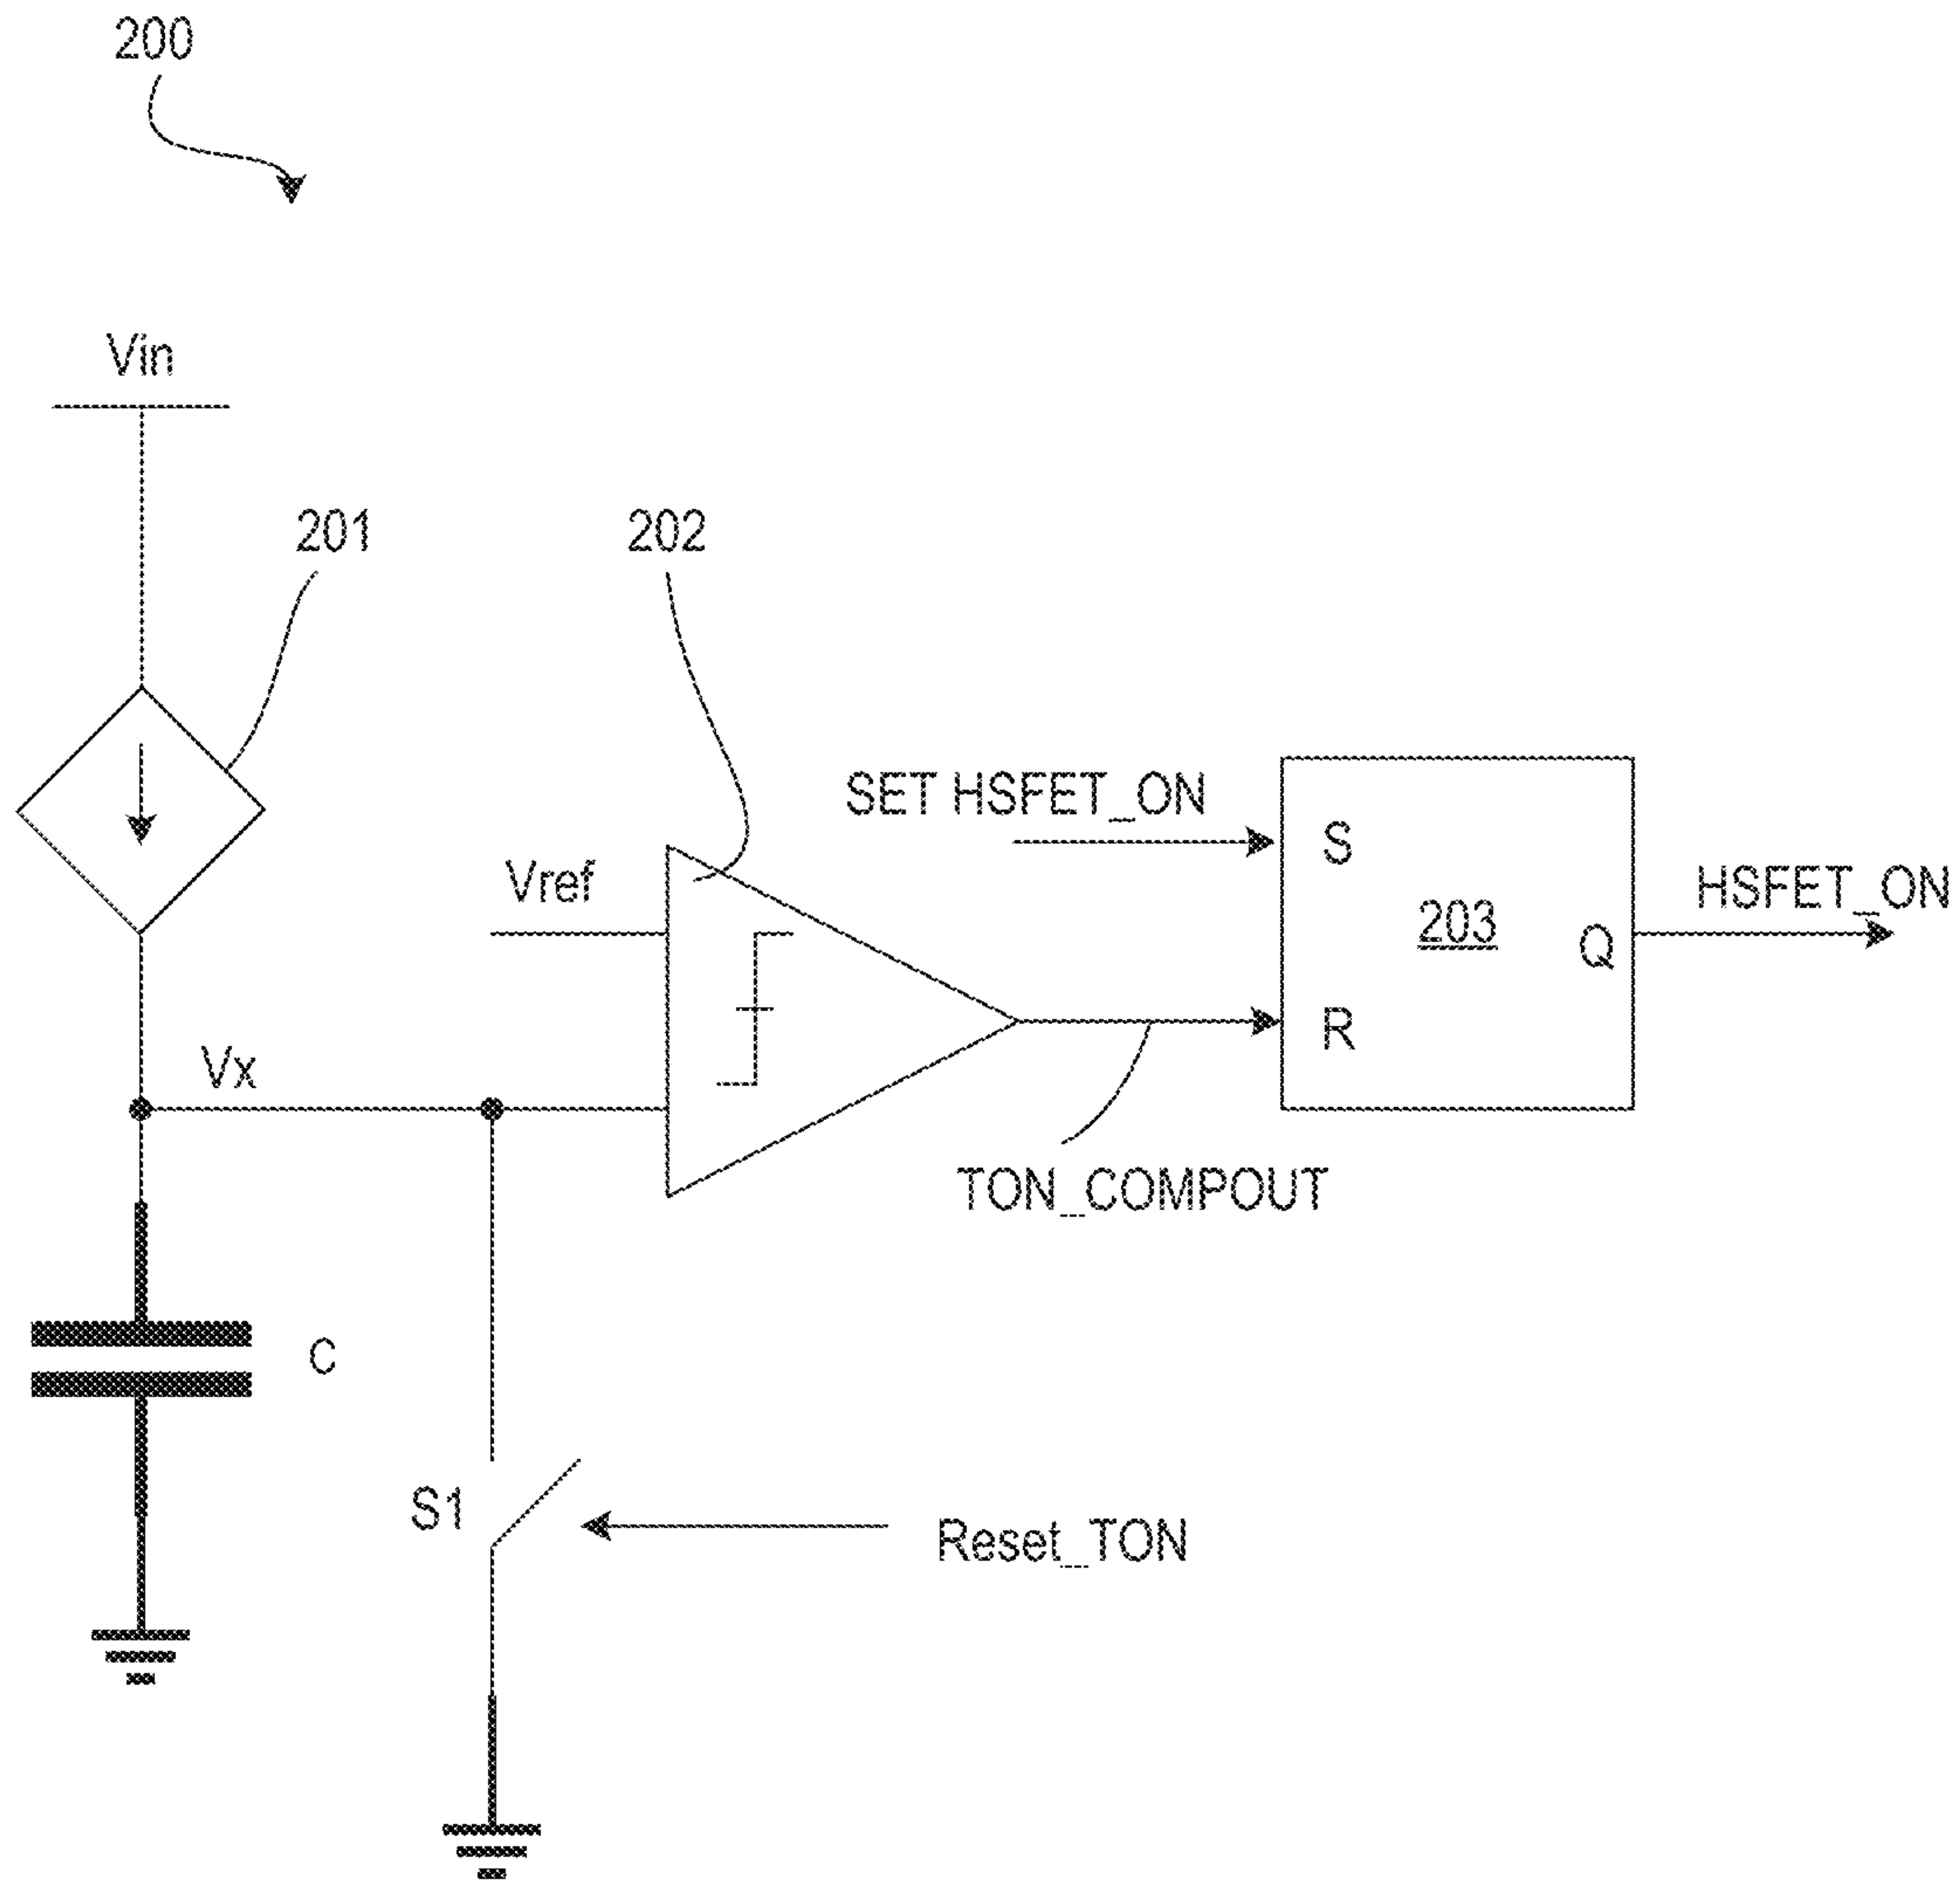 200
Vin
201
202
SET HSFET_ON
Vref
S
203
Q
HSFET_ON
R
Vx
TON_COMPOUT
C
S1
Reset_TON